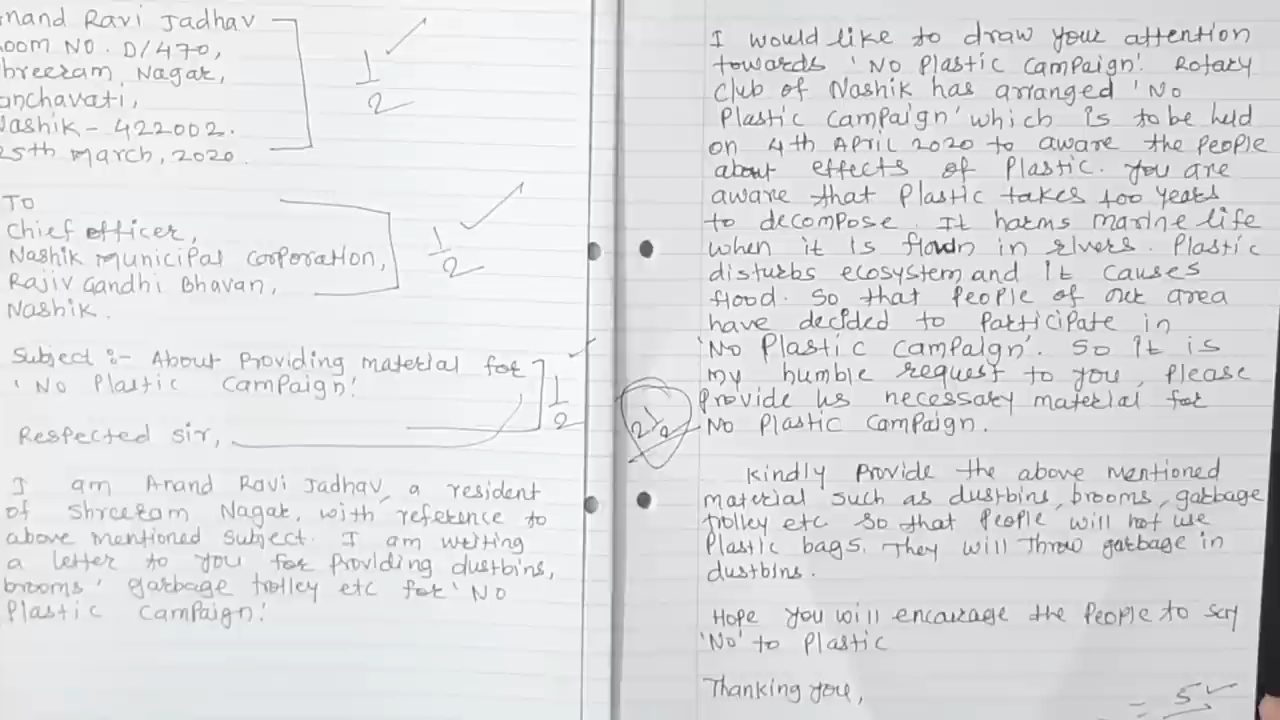 nand Ravi Jadhav
oom No. D/470,
hreeram Nagar,
anchavati,
ashik - 422002.
25th March, 2020.
1/2
To
Chief officer,
Nashik Municipal Corporation,
Rajiv Gandhi Bhavan,
Nashik.
1/2
Subject :- About Providing material for
'No Plastic Campaign'.
1/2
Respected sir,
I am Anand Ravi Jadhav, a resident
of Shreeram Nagar, with reference to
above mentioned subject. I am writing
a letter to you for providing dustbins,
brooms, garbage trolley etc for 'No
Plastic Campaign'.
I would like to draw your attention
towards 'No Plastic Campaign'. Rotary
club of Nashik has arranged 'No
Plastic Campaign' which is to be held
on 4th April 2020 to aware the people
about effects of Plastic. You are
aware that Plastic takes 400 years
to decompose. It harms marine life
when it is flown in rivers. Plastic
disturbs ecosystem and it causes
flood. So that People of our area
have decided to Participate in
'No Plastic Campaign'. So it is
my humble request to you, Please
Provide us necessary material for
No Plastic Campaign.
2 1/2
Kindly Provide the above mentioned
material such as dustbins, brooms, garbage
trolley etc so that People will not use
Plastic bags. They will throw garbage in
dustbins.
Hope you will encourage the People to say
'No' to Plastic
Thanking you,
= 5